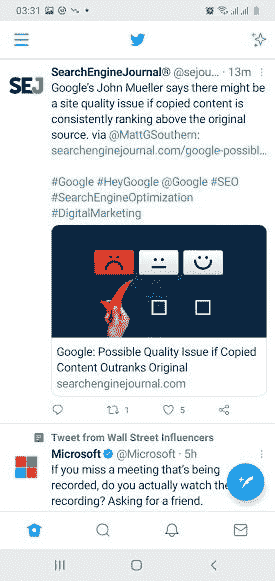 03:31
SEJ
SearchEngineJournal® @sejou... · 13m
Google's John Mueller says there might be
a site quality issue if copied content is
consistently ranking above the original
source. via @MattGSouthern:
searchenginejournal.com/google-possibl...
#Google #HeyGoogle @Google #SEO
#SearchEngineOptimization
#DigitalMarketing
Google: Possible Quality Issue if Copied
Content Outranks Original
searchenginejournal.com
1 5
Tweet from Wall Street Influencers
Microsoft @Microsoft · 5h
If you miss a meeting that's being
recorded, do you actually watch the
recording? Asking for a friend.